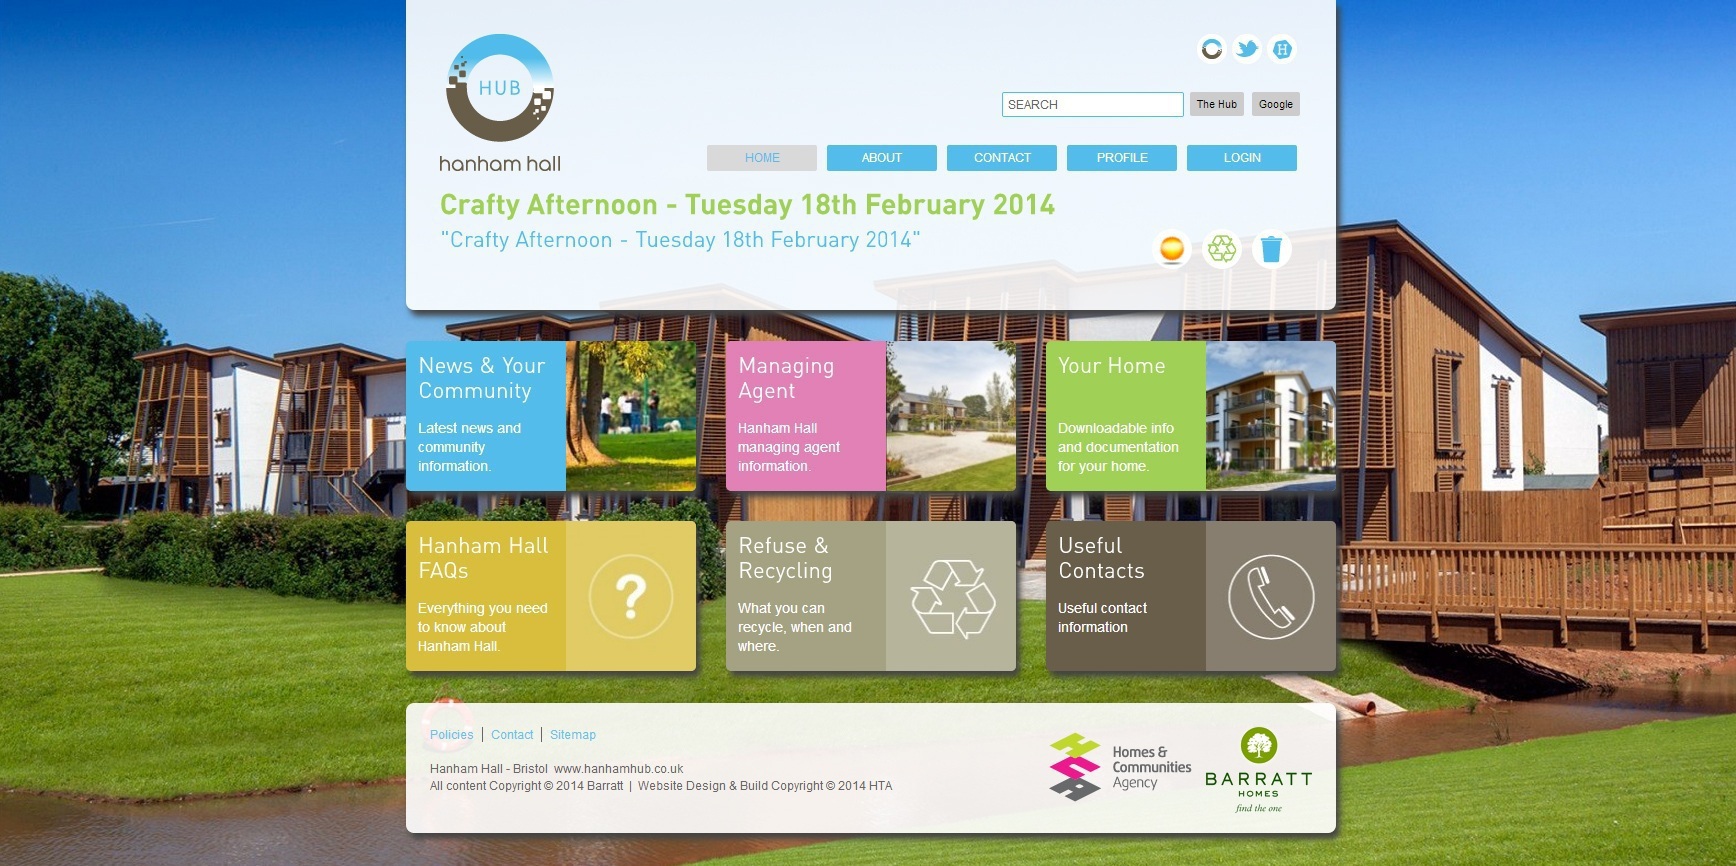 HUB
hanham hall
H
SEARCH
The Hub
Google
HOME
ABOUT
CONTACT
PROFILE
LOGIN
Crafty Afternoon - Tuesday 18th February 2014
"Crafty Afternoon - Tuesday 18th February 2014"
News & Your
Community
Latest news and
community
information.
Managing
Agent
Hanham Hall
managing agent
information.
Your Home
Downloadable info
and documentation
for your home.
Hanham Hall
FAQs
Everything you need
to know about
Hanham Hall.
?
Refuse &
Recycling
What you can
recycle, when and
where.
Useful
Contacts
Useful contact
information
Policies | Contact | Sitemap
Hanham Hall - Bristol www.hanhamhub.co.uk
All content Copyright © 2014 Barratt | Website Design & Build Copyright © 2014 HTA
Homes &
Communities
Agency
BARRATT
HOMES
find the one